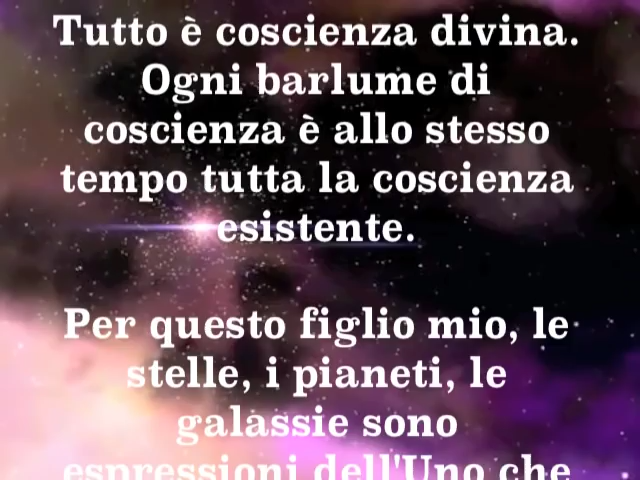 Tutto è coscienza divina.
Ogni barlume di
coscienza è allo stesso
tempo tutta la coscienza
esistente.
Per questo figlio mio, le
stelle, i pianeti, le
galassie sono
espressioni dell'Uno che